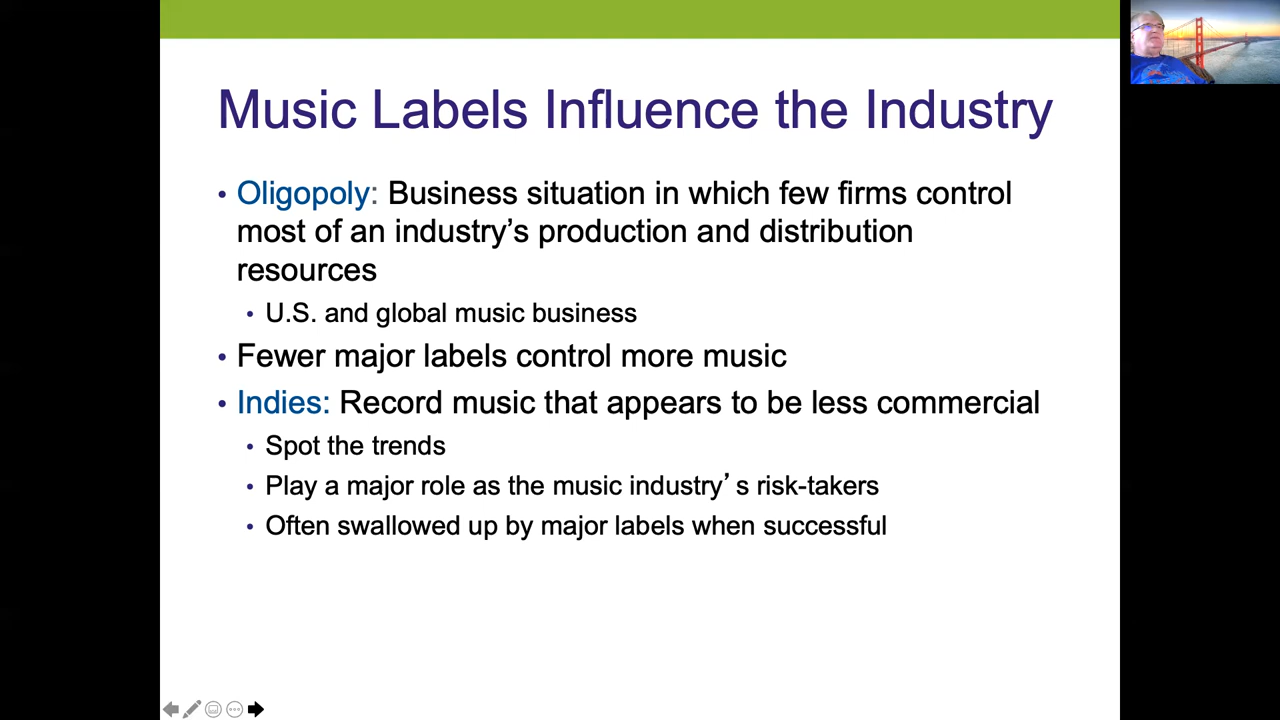 Music Labels Influence the Industry
• Oligopoly: Business situation in which few firms control
most of an industry’s production and distribution
resources
• U.S. and global music business
• Fewer major labels control more music
• Indies: Record music that appears to be less commercial
• Spot the trends
• Play a major role as the music industry’s risk-takers
• Often swallowed up by major labels when successful